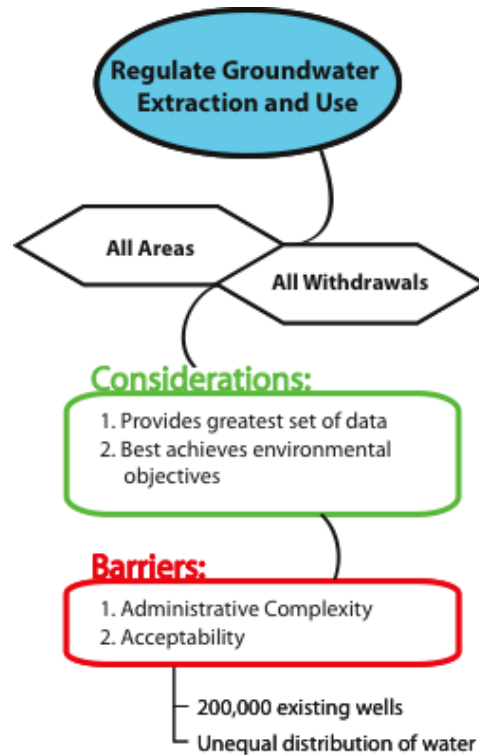 Regulate Groundwater
Extraction and Use
All Areas
All Withdrawals
Considerations:
1. Provides greatest set of data
2. Best achieves environmental
objectives
Barriers:
1. Administrative Complexity
2. Acceptability
200,000 existing wells
Unequal distribution of water